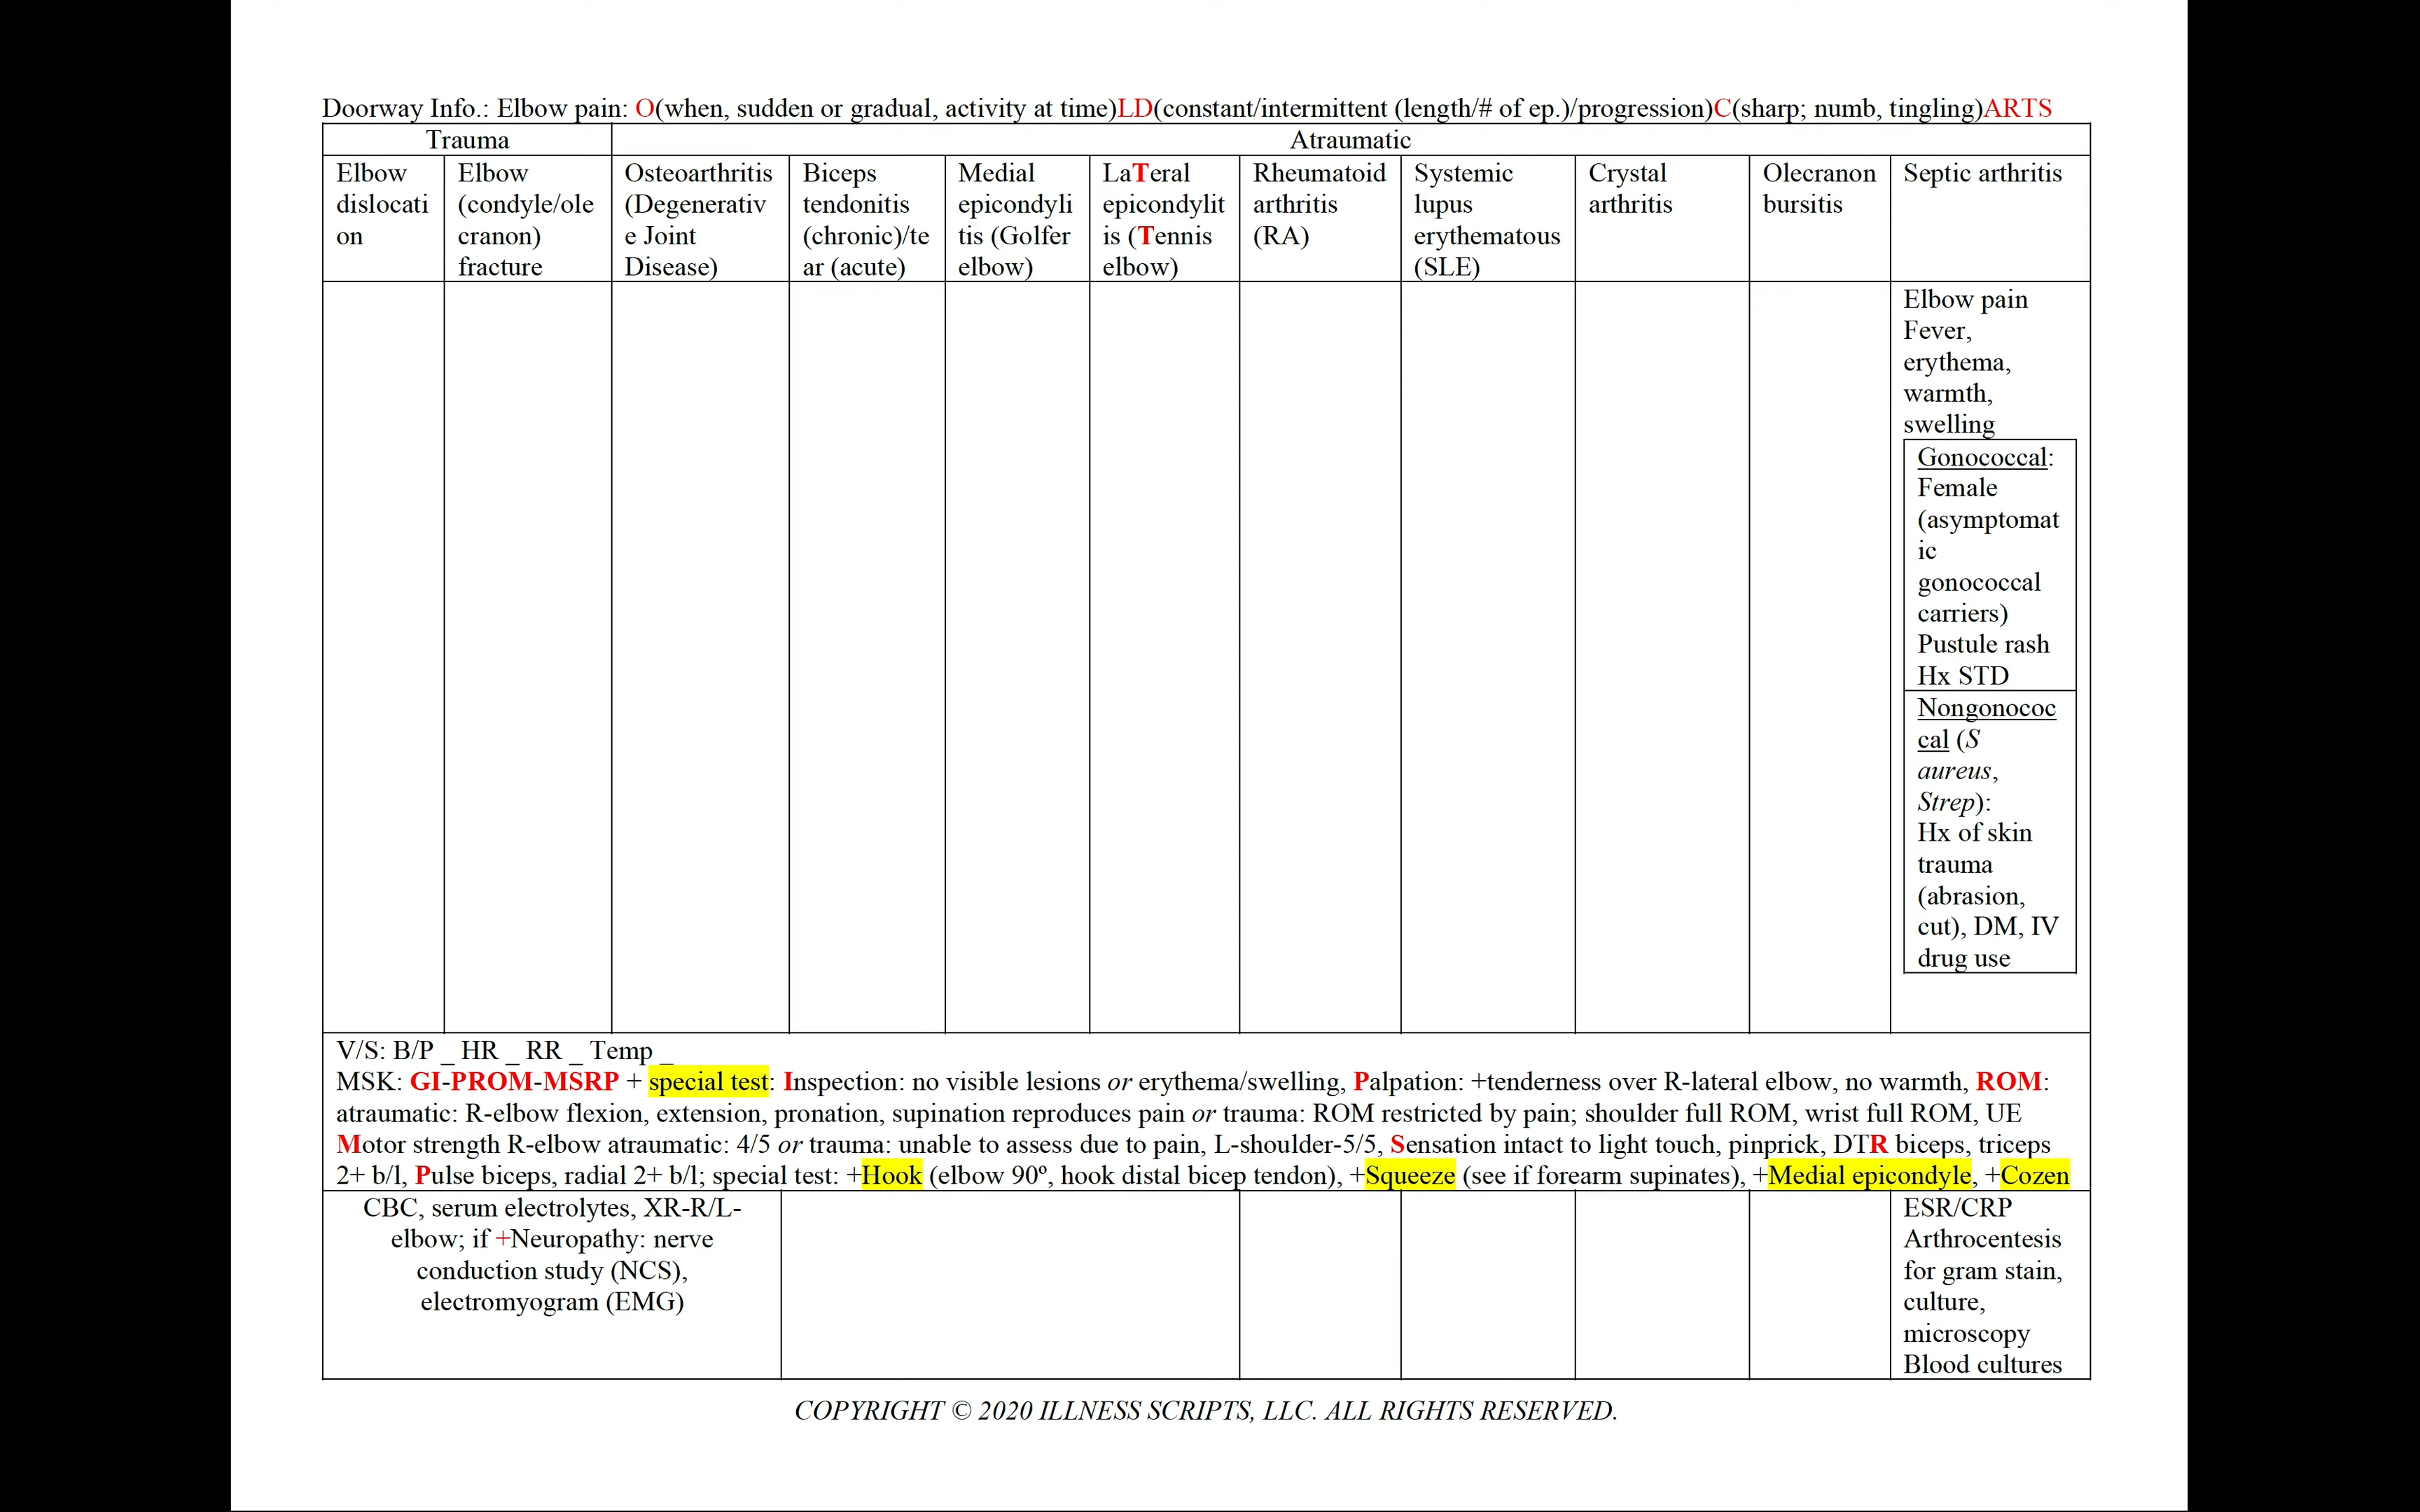 Doorway Info.: Elbow pain: O(when, sudden or gradual, activity at time)LD(constant/intermittent (length/# of ep.)/progression)C(sharp; numb, tingling)ARTS
Trauma
Atraumatic
Elbow
dislocati
on
Elbow
(condyle/ole
cranon)
fracture
Osteoarthritis
(Degenerativ
e Joint
Disease)
Biceps
tendonitis
(chronic)/te
ar (acute)
Medial
epicondyli
tis (Golfer
elbow)
LaTeral
epicondylit
is (Tennis
elbow)
Rheumatoid
arthritis
(RA)
Systemic
lupus
erythematous
(SLE)
Crystal
arthritis
Olecranon
bursitis
Septic arthritis
Elbow pain
Fever,
erythema,
warmth,
swelling
Gonococcal:
Female
(asymptomat
ic
gonococcal
carriers)
Pustule rash
Hx STD
Nongonococ
cal (S
aureus,
Strep):
Hx of skin
trauma
(abrasion,
cut), DM, IV
drug use
V/S: B/P _ HR _ RR _ Temp _
MSK: GI-PROM-MSRP + special test: Inspection: no visible lesions or erythema/swelling, Palpation: +tenderness over R-lateral elbow, no warmth, ROM:
atraumatic: R-elbow flexion, extension, pronation, supination reproduces pain or trauma: ROM restricted by pain; shoulder full ROM, wrist full ROM, UE
Motor strength R-elbow atraumatic: 4/5 or trauma: unable to assess due to pain, L-shoulder-5/5, Sensation intact to light touch, pinprick, DTR biceps, triceps
2+ b/l, Pulse biceps, radial 2+ b/l; special test: +Hook (elbow 90º, hook distal bicep tendon), +Squeeze (see if forearm supinates), +Medial epicondyle, +Cozen
CBC, serum electrolytes, XR-R/L-
elbow; if +Neuropathy: nerve
conduction study (NCS),
electromyogram (EMG)
ESR/CRP
Arthrocentesis
for gram stain,
culture,
microscopy
Blood cultures
COPYRIGHT © 2020 ILLNESS SCRIPTS, LLC. ALL RIGHTS RESERVED.